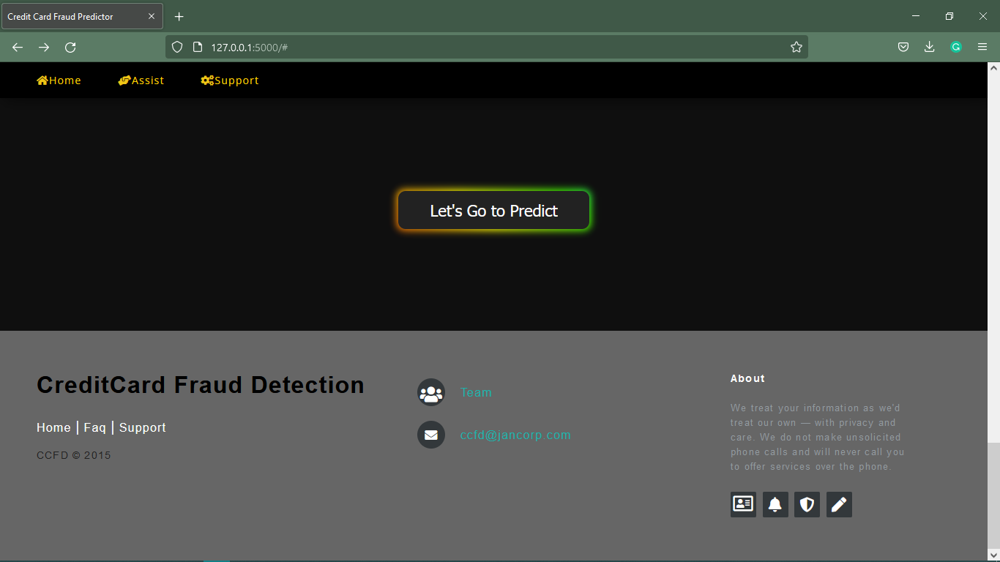 Credit Card Fraud Predictor
127.0.0.1:5000/#
Home Assist Support
Let's Go to Predict
CreditCard Fraud Detection
Home | Faq | Support
CCFD © 2015
Team
ccfd@jancorp.com
About
We treat your information as we'd
treat our own — with privacy and
care. We do not make unsolicited
phone calls and will never call you
to offer services over the phone.